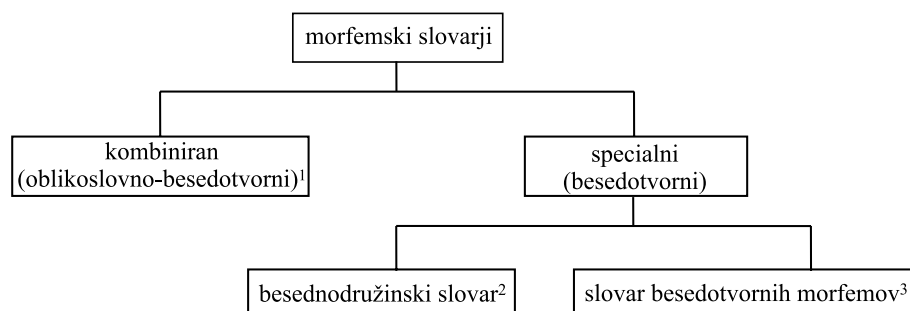 morfemski slovarji
kombiniran
(oblikoslovno-besedotvorni)¹
specialni
(besedotvorni)
besednodružinski slovar²
slovar besedotvornih morfemov³